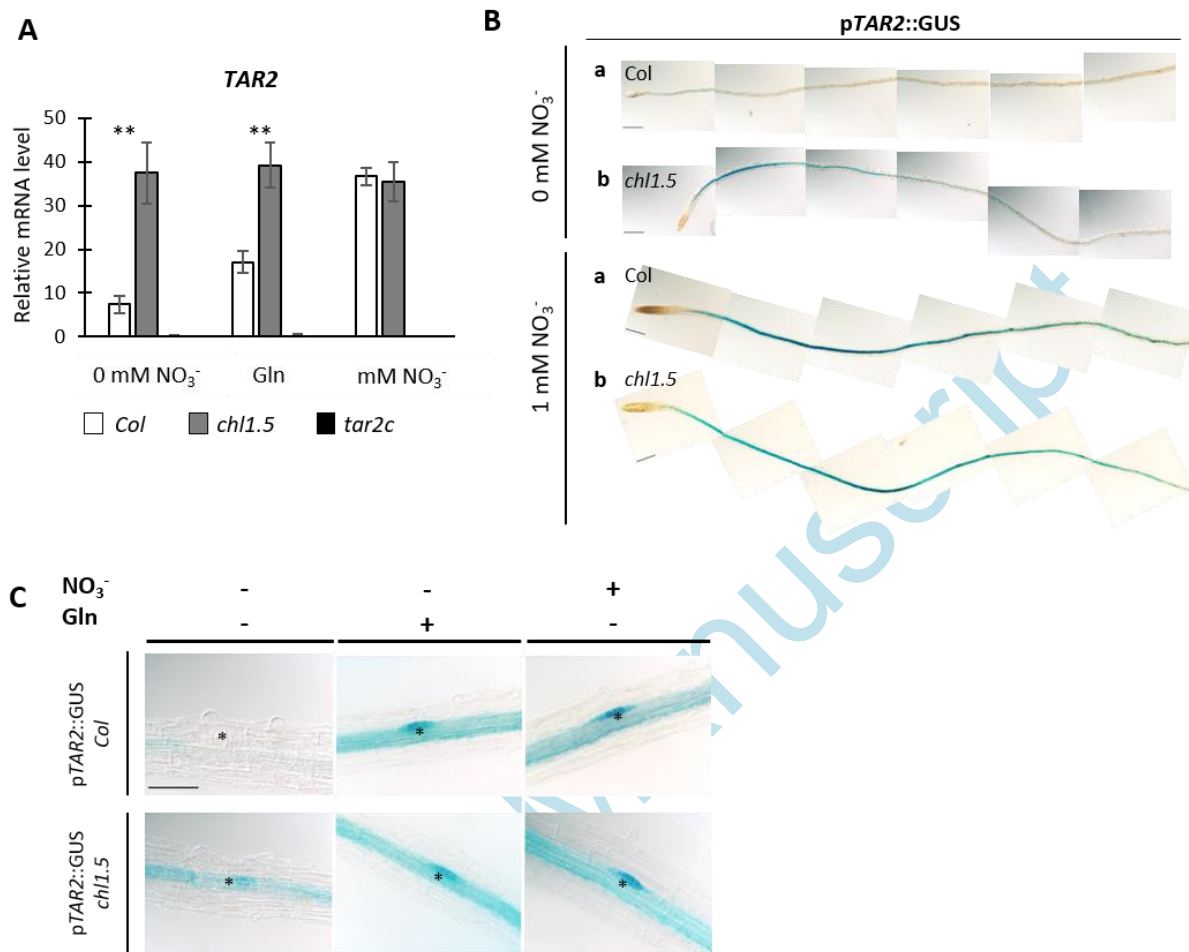 A
TAR2
Relative mRNA level
50
40
30
20
10
0
**
**
0 mM NO₃⁻
Gln
mM NO₃⁻
Col
chl1.5
tar2c
B
pTAR2::GUS
0 mM NO₃⁻
a
Col
b
chl1.5
1 mM NO₃⁻
a
Col
b
chl1.5
C
NO₃⁻ - - +
Gln - + -
pTAR2::GUS
Col
* * *
pTAR2::GUS
chl1.5
* * *
nuscript